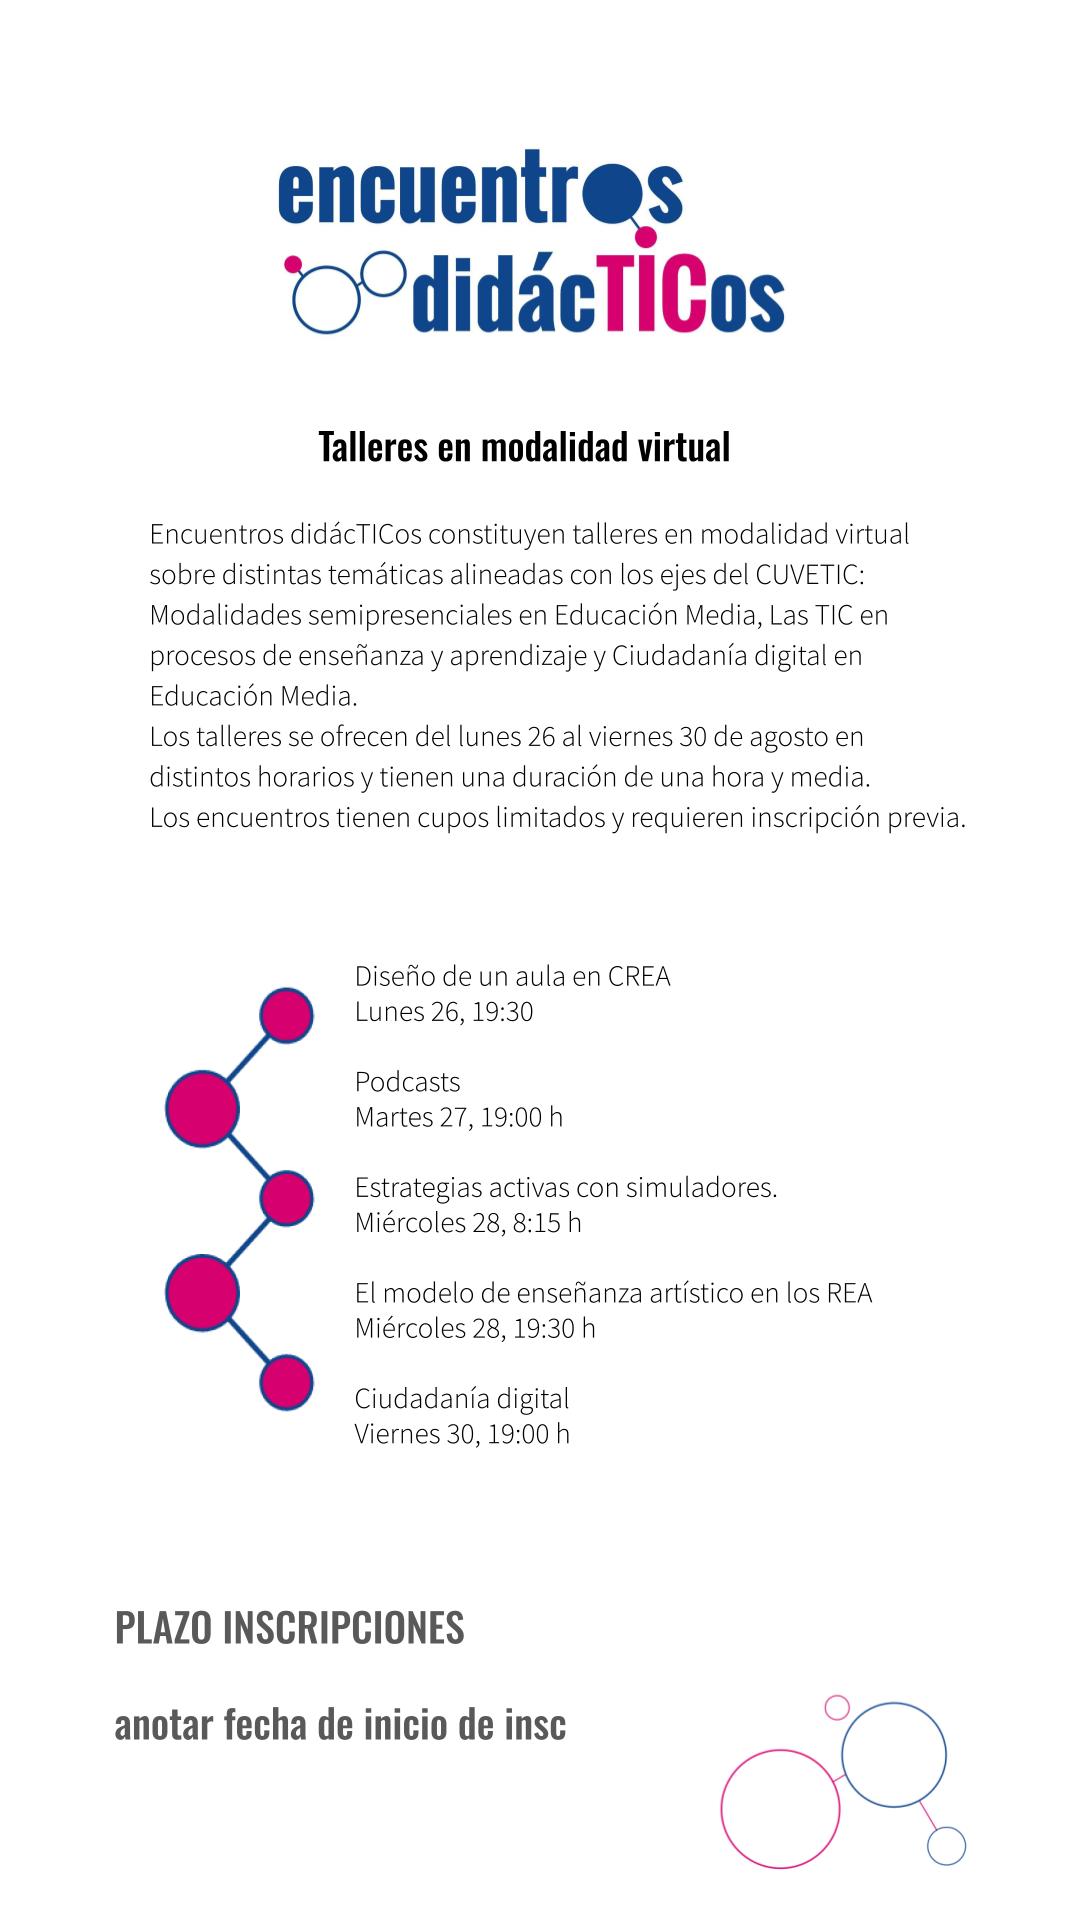 encuentros
didácTICos
Talleres en modalidad virtual
Encuentros didácTICos constituyen talleres en modalidad virtual
sobre distintas temáticas alineadas con los ejes del CUVETIC:
Modalidades semipresenciales en Educación Media, Las TIC en
procesos de enseñanza y aprendizaje y Ciudadanía digital en
Educación Media.
Los talleres se ofrecen del lunes 26 al viernes 30 de agosto en
distintos horarios y tienen una duración de una hora y media.
Los encuentros tienen cupos limitados y requieren inscripción previa.
Diseño de un aula en CREA
Lunes 26, 19:30
Podcasts
Martes 27, 19:00 h
Estrategias activas con simuladores.
Miércoles 28, 8:15 h
El modelo de enseñanza artístico en los REA
Miércoles 28, 19:30 h
Ciudadanía digital
Viernes 30, 19:00 h
PLAZO INSCRIPCIONES
anotar fecha de inicio de insc